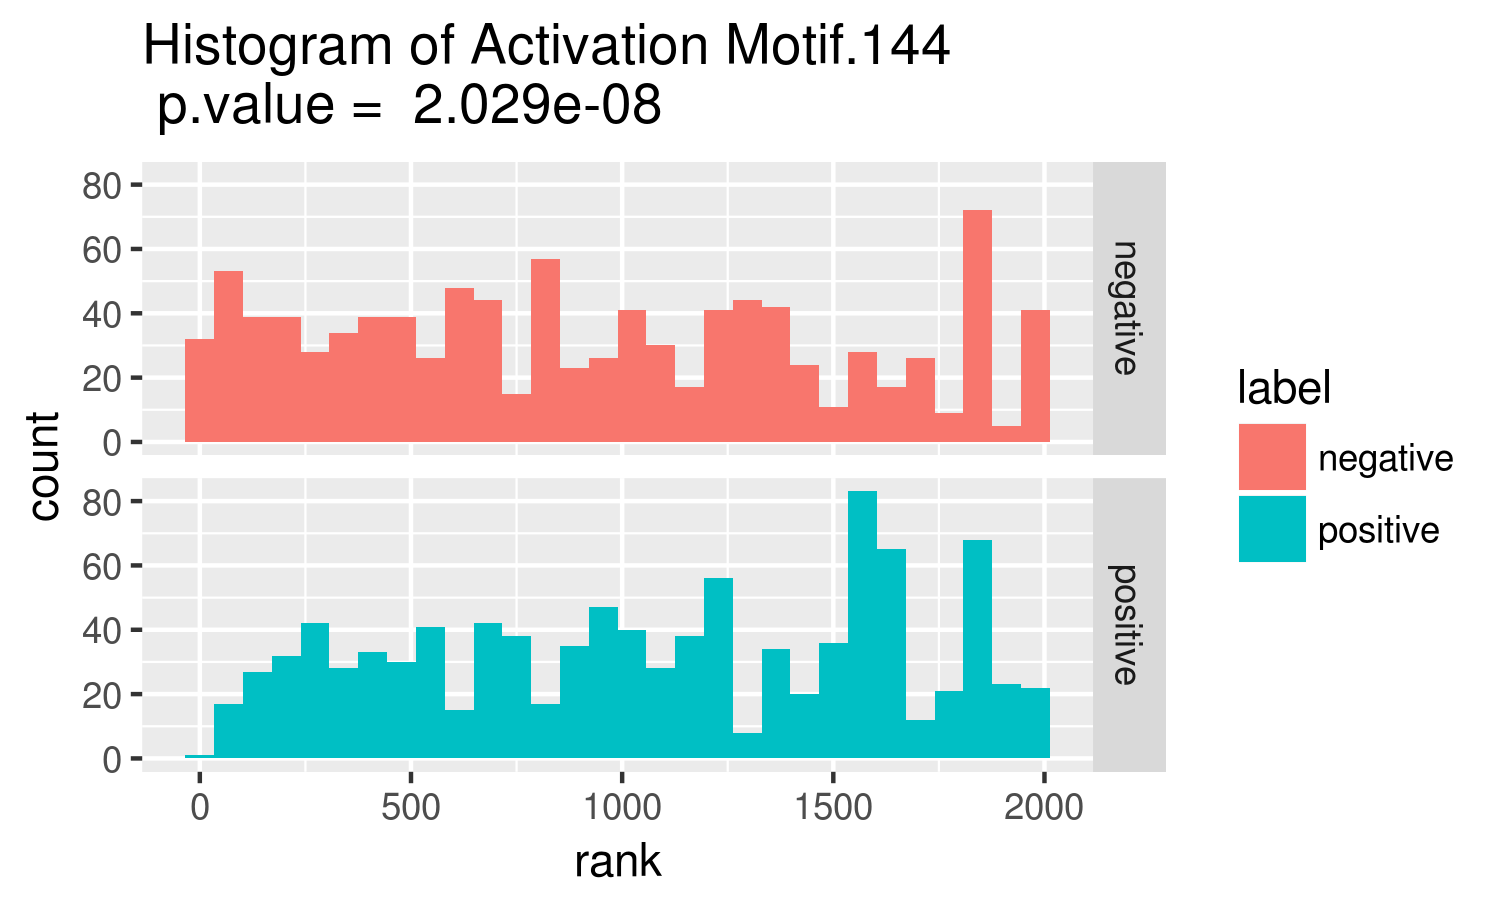 Histogram of Activation Motif.144
p.value = 2.029e-08
80
60
40
20
0
negative
80
60
40
20
0
positive
count
0 500 1000 1500 2000
rank
label
negative
positive